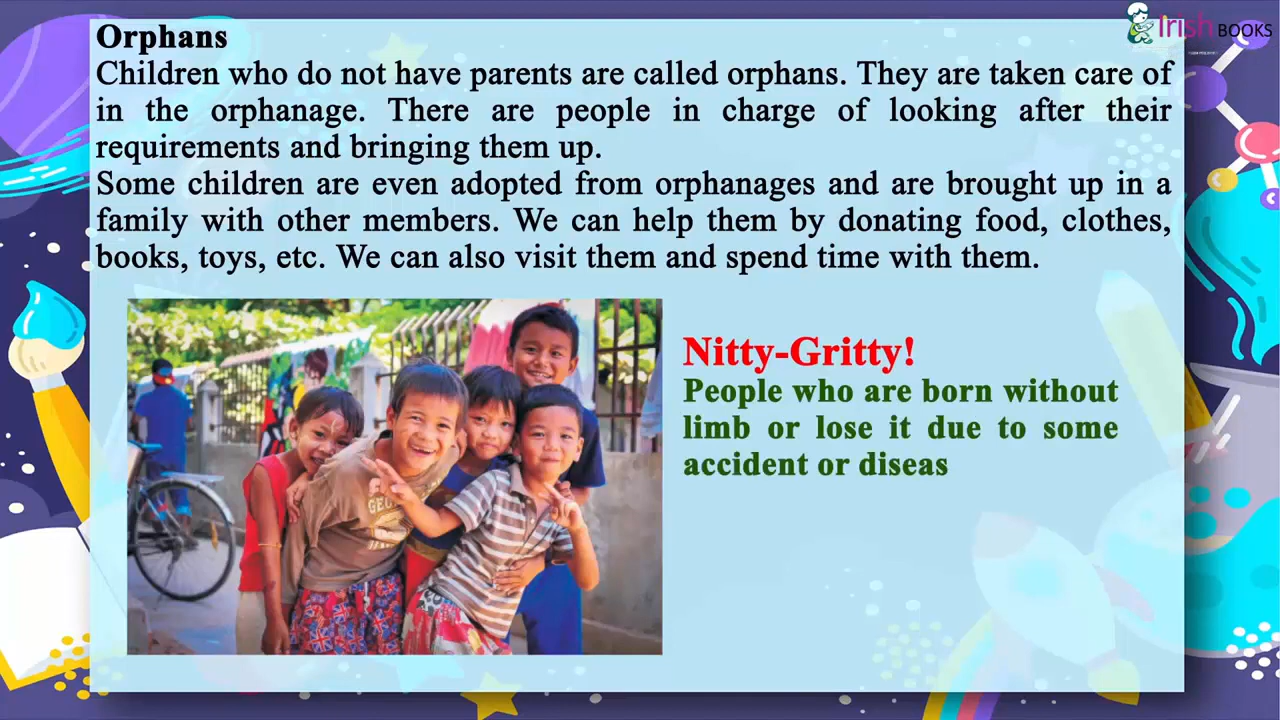 Irish BOOKS
Orphans
Children who do not have parents are called orphans. They are taken care of
in the orphanage. There are people in charge of looking after their
requirements and bringing them up.
Some children are even adopted from orphanages and are brought up in a
family with other members. We can help them by donating food, clothes,
books, toys, etc. We can also visit them and spend time with them.
Nitty-Gritty!
People who are born without
limb or lose it due to some
accident or diseas